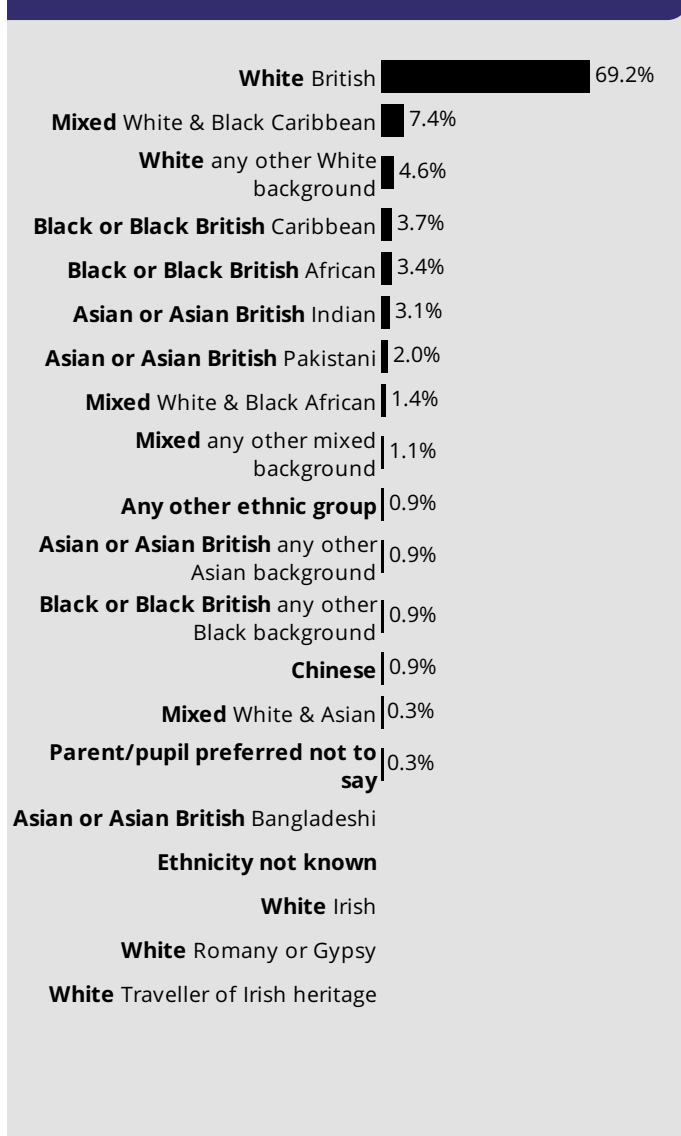 White British 69.2%
Mixed White & Black Caribbean 7.4%
White any other White
background 4.6%
Black or Black British Caribbean 3.7%
Black or Black British African 3.4%
Asian or Asian British Indian 3.1%
Asian or Asian British Pakistani 2.0%
Mixed White & Black African 1.4%
Mixed any other mixed
background 1.1%
Any other ethnic group 0.9%
Asian or Asian British any other
Asian background 0.9%
Black or Black British any other
Black background 0.9%
Chinese 0.9%
Mixed White & Asian 0.3%
Parent/pupil preferred not to
say 0.3%
Asian or Asian British Bangladeshi
Ethnicity not known
White Irish
White Romany or Gypsy
White Traveller of Irish heritage